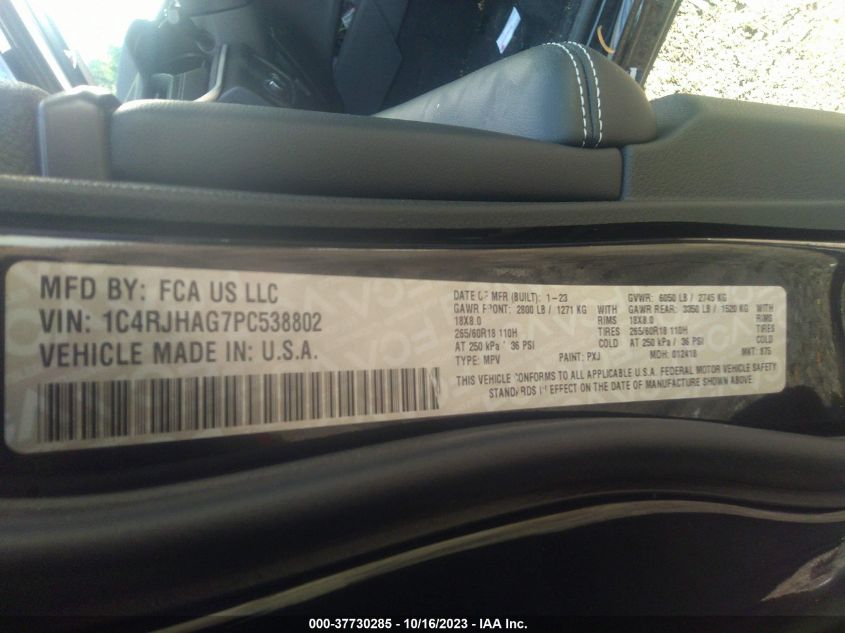 MFD BY: FCA US LLC
VIN: 1C4RJHAG7PC538802
VEHICLE MADE IN: U.S.A.
DATE OF MFR (BUILT): 1-23 GVWR: 6050 LB / 2745 KG
GAWR FRONT: 2800 LB / 1271 KG GAWR REAR: 3350 LB / 1520 KG
18X8.0 RIMS 18X8.0 RIMS
265/60R18 110H TIRES 265/60R18 110H TIRES
AT 250 kPa / 36 PSI COLD AT 250 kPa / 36 PSI COLD
TYPE: MPV PAINT: PXJ MDH: 012418 MKT: 875
THIS VEHICLE CONFORMS TO ALL APPLICABLE U.S.A. FEDERAL MOTOR VEHICLE SAFETY
STANDARDS IN EFFECT ON THE DATE OF MANUFACTURE SHOWN ABOVE.
000-37730285 - 10/16/2023 - IAA Inc.